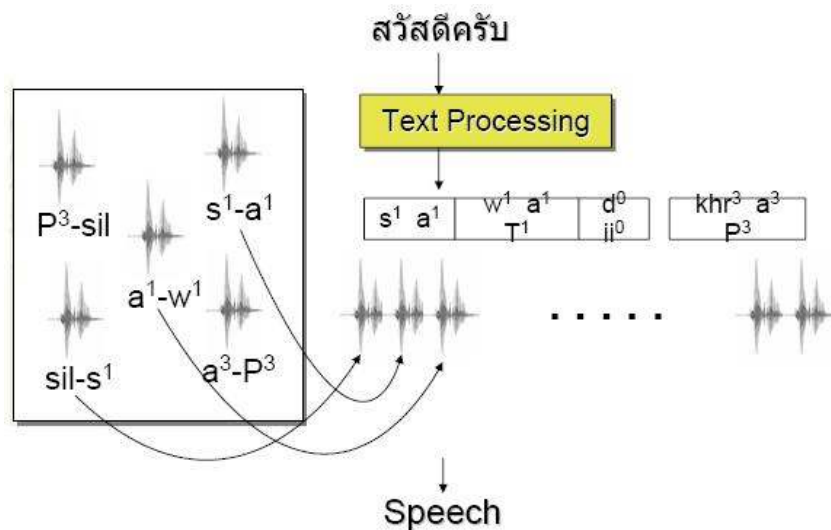 สวัสดีครับ
Text Processing
s¹ a¹
w¹ a¹
T¹
d⁰
ii⁰
khr³ a³
P³
P³-sil
s¹-a¹
a¹-w¹
sil-s¹
a³-P³
. . . . .
Speech